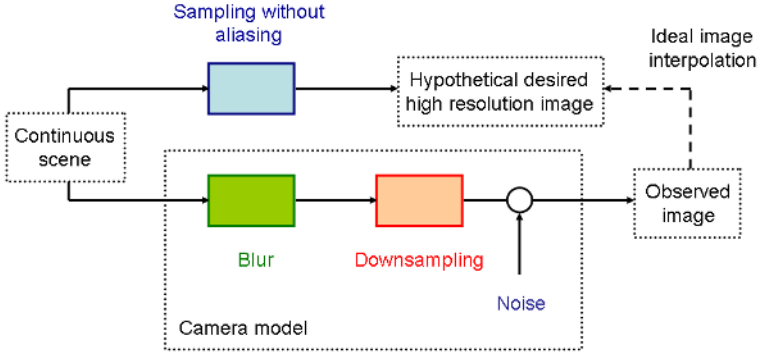 Sampling without
aliasing
Ideal image
interpolation
Hypothetical desired
high resolution image
Continuous
scene
Observed
image
Blur
Downsampling
Noise
Camera model